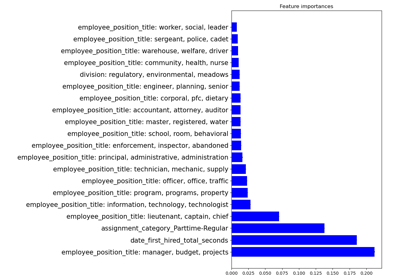 Feature importances
employee_position_title: worker, social, leader
employee_position_title: sergeant, police, cadet
employee_position_title: warehouse, welfare, driver
employee_position_title: community, health, nurse
division: regulatory, environmental, meadows
employee_position_title: engineer, planning, senior
employee_position_title: corporal, pfc, dietary
employee_position_title: accountant, attorney, auditor
employee_position_title: master, registered, water
employee_position_title: school, room, behavioral
employee_position_title: enforcement, inspector, abandoned
employee_position_title: principal, administrative, administration
employee_position_title: technician, mechanic, supply
employee_position_title: officer, office, traffic
employee_position_title: program, programs, property
employee_position_title: information, technology, technologist
employee_position_title: lieutenant, captain, chief
assignment_category_Parttime-Regular
date_first_hired_total_seconds
employee_position_title: manager, budget, projects
0.000 0.025 0.050 0.075 0.100 0.125 0.150 0.175 0.200